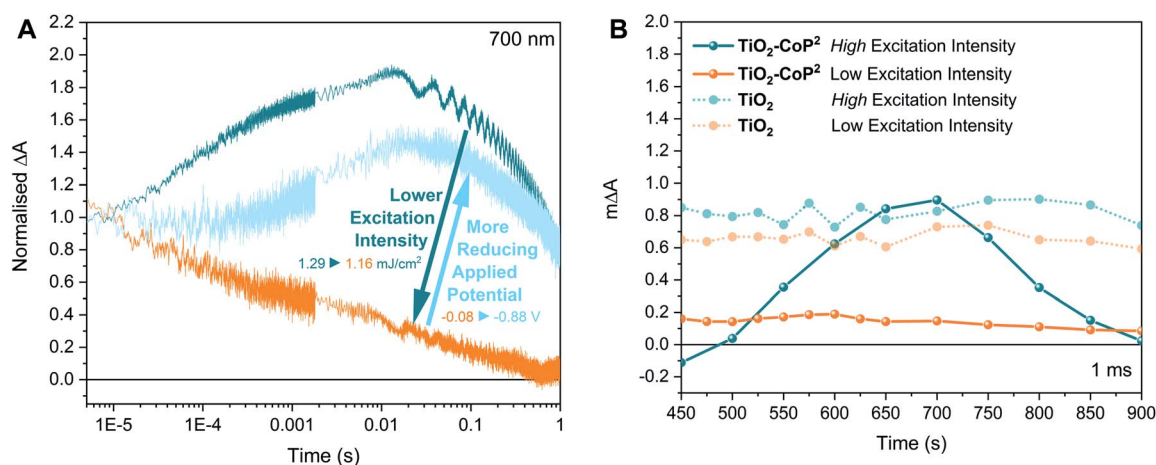 A
700 nm
Normalised ΔA
2.2
2.0
1.8
1.6
1.4
1.2
1.0
0.8
0.6
0.4
0.2
0.0
Lower
Excitation
Intensity
1.29 ► 1.16 mJ/cm²
More
Reducing
Applied
Potential
-0.08 ► -0.88 V
1E-5 1E-4 0.001 0.01 0.1 1
Time (s)
B
TiO₂-CoP² High Excitation Intensity
TiO₂-CoP² Low Excitation Intensity
TiO₂ High Excitation Intensity
TiO₂ Low Excitation Intensity
mΔA
2.0
1.8
1.6
1.4
1.2
1.0
0.8
0.6
0.4
0.2
0.0
-0.2
1 ms
450 500 550 600 650 700 750 800 850 900
Time (s)